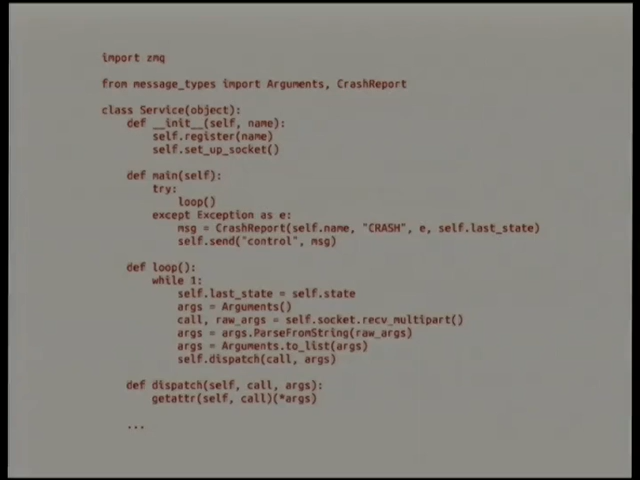 import zmq
from message_types import Arguments, CrashReport
class Service(object):
    def __init__(self, name):
        self.register(name)
        self.set_up_socket()
    def main(self):
        try:
            loop()
        except Exception as e:
            msg = CrashReport(self.name, "CRASH", e, self.last_state)
            self.send("control", msg)
    def loop():
        while 1:
            self.last_state = self.state
            args = Arguments()
            call, raw_args = self.socket.recv_multipart()
            args = args.ParseFromString(raw_args)
            args = Arguments.to_list(args)
            self.dispatch(call, args)
    def dispatch(self, call, args):
        getattr(self, call)(*args)
    ...